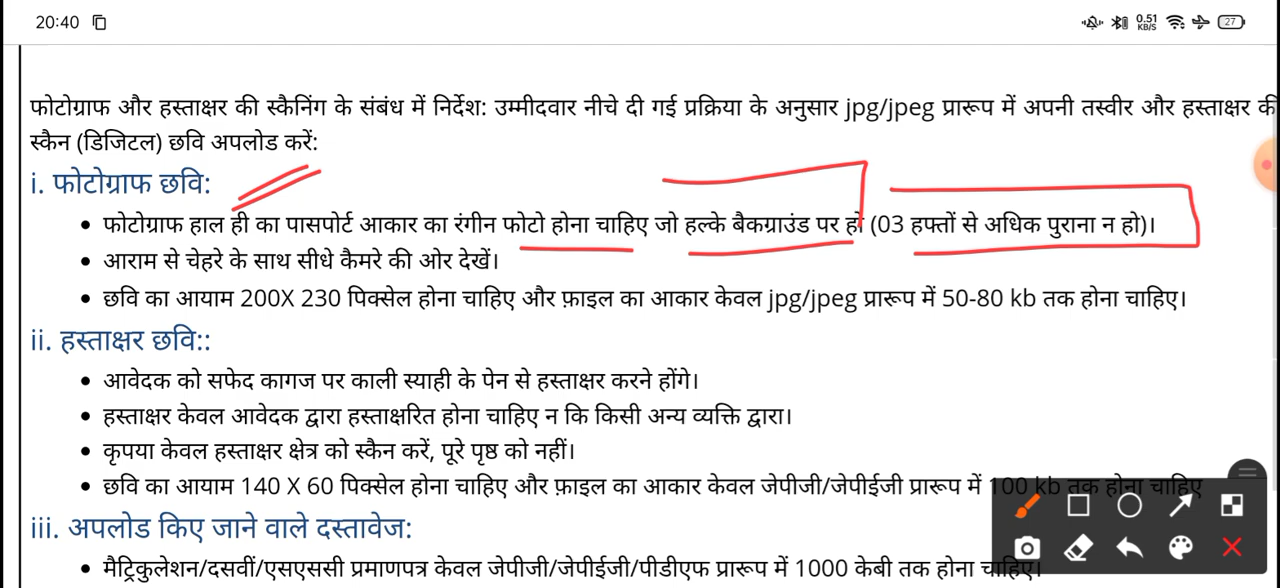 20:40 0.51 KB/S 27
फोटोग्राफ और हस्ताक्षर की स्कैनिंग के संबंध में निर्देश: उम्मीदवार नीचे दी गई प्रक्रिया के अनुसार jpg/jpeg प्रारूप में अपनी तस्वीर और हस्ताक्षर की
स्कैन (डिजिटल) छवि अपलोड करें:
i. फोटोग्राफ छवि:
• फोटोग्राफ हाल ही का पासपोर्ट आकार का रंगीन फोटो होना चाहिए जो हल्के बैकग्राउंड पर हो (03 हफ्तों से अधिक पुराना न हो)।
• आराम से चेहरे के साथ सीधे कैमरे की ओर देखें।
• छवि का आयाम 200X 230 पिक्सेल होना चाहिए और फ़ाइल का आकार केवल jpg/jpeg प्रारूप में 50-80 kb तक होना चाहिए।
ii. हस्ताक्षर छवि::
• आवेदक को सफेद कागज पर काली स्याही के पेन से हस्ताक्षर करने होंगे।
• हस्ताक्षर केवल आवेदक द्वारा हस्ताक्षरित होना चाहिए न कि किसी अन्य व्यक्ति द्वारा।
• कृपया केवल हस्ताक्षर क्षेत्र को स्कैन करें, पूरे पृष्ठ को नहीं।
• छवि का आयाम 140 X 60 पिक्सेल होना चाहिए और फ़ाइल का आकार केवल जेपीजी/जेपीईजी प्रारूप में 100 kb तक होना चाहिए
iii. अपलोड किए जाने वाले दस्तावेज:
• मैट्रिकुलेशन/दसवीं/एसएससी प्रमाणपत्र केवल जेपीजी/जेपीईजी/पीडीएफ प्रारूप में 1000 केबी तक होना चाहिए।